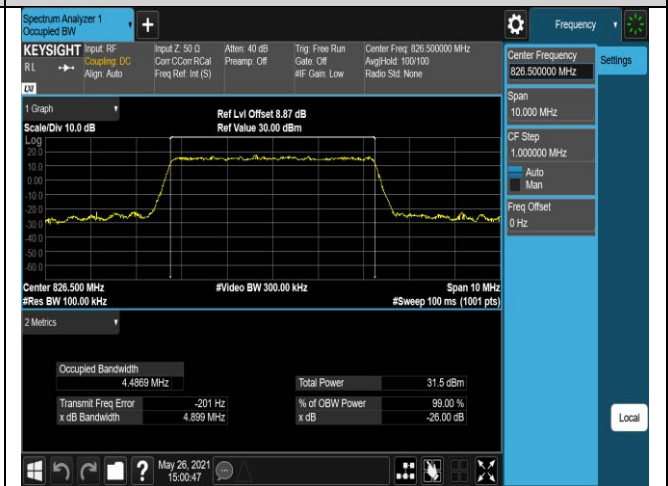 Spectrum Analyzer 1
Occupied BW
Frequency
KEYSIGHT
RL
Input: RF
Coupling: DC
Align: Auto
Input Z: 50 Ω
Corr CCorr RCal
Freq Ref: Int (S)
Atten: 40 dB
Preamp: Off
Trig: Free Run
Gate: Off
#IF Gain: Low
Center Freq: 826.500000 MHz
Avg|Hold: 100/100
Radio Std: None
LXI
1 Graph
Scale/Div 10.0 dB
Ref Lvl Offset 8.87 dB
Ref Value 30.00 dBm
Log
20.0
10.0
0.00
-10.0
-20.0
-30.0
-40.0
-50.0
-60.0
Center 826.500 MHz
#Res BW 100.00 kHz
#Video BW 300.00 kHz
Span 10 MHz
#Sweep 100 ms (1001 pts)
2 Metrics
Occupied Bandwidth
4.4869 MHz
Transmit Freq Error -201 Hz
x dB Bandwidth 4.899 MHz
Total Power 31.5 dBm
% of OBW Power 99.00 %
x dB -26.00 dB
Center Frequency
826.500000 MHz
Span
10.000 MHz
CF Step
1.000000 MHz
Auto
Man
Freq Offset
0 Hz
Settings
Local
?
May 26, 2021
15:00:47